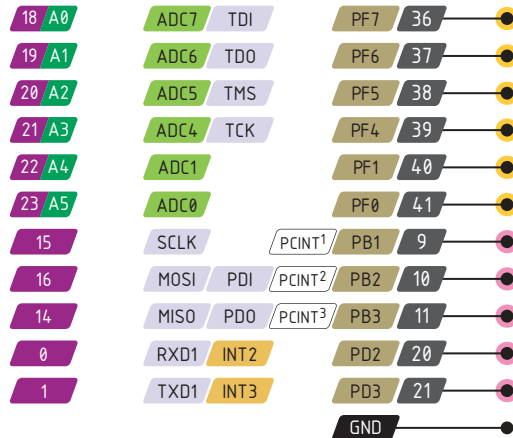 18 A0 ADC7 TDI PF7 36
19 A1 ADC6 TDO PF6 37
20 A2 ADC5 TMS PF5 38
21 A3 ADC4 TCK PF4 39
22 A4 ADC1 PF1 40
23 A5 ADC0 PF0 41
15 SCLK PCINT1 PB1 9
16 MOSI PDI PCINT2 PB2 10
14 MISO PDO PCINT3 PB3 11
0 RXD1 INT2 PD2 20
1 TXD1 INT3 PD3 21
GND